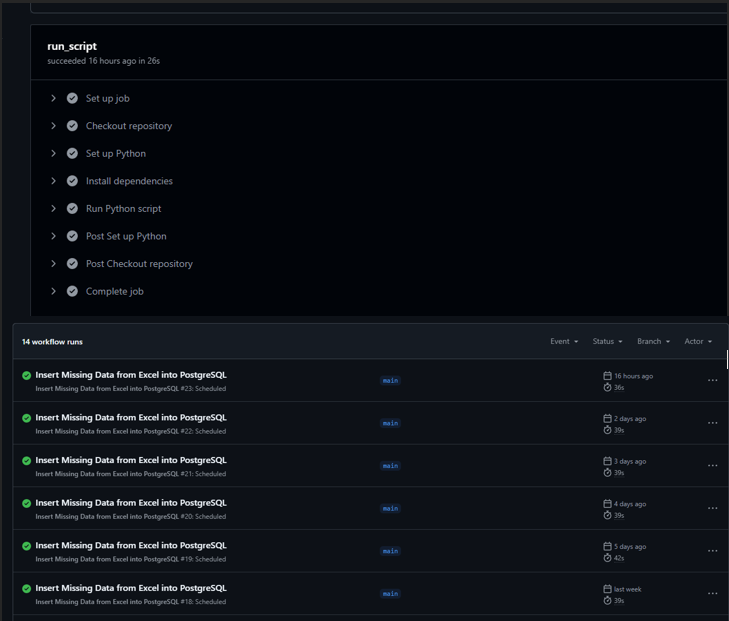 run_script
succeeded 16 hours ago in 26s
Set up job
Checkout repository
Set up Python
Install dependencies
Run Python script
Post Set up Python
Post Checkout repository
Complete job
14 workflow runs
Event
Status
Branch
Actor
Insert Missing Data from Excel into PostgreSQL
Insert Missing Data from Excel into PostgreSQL #23: Scheduled
main
16 hours ago
36s
Insert Missing Data from Excel into PostgreSQL
Insert Missing Data from Excel into PostgreSQL #22: Scheduled
main
2 days ago
39s
Insert Missing Data from Excel into PostgreSQL
Insert Missing Data from Excel into PostgreSQL #21: Scheduled
main
3 days ago
39s
Insert Missing Data from Excel into PostgreSQL
Insert Missing Data from Excel into PostgreSQL #20: Scheduled
main
4 days ago
39s
Insert Missing Data from Excel into PostgreSQL
Insert Missing Data from Excel into PostgreSQL #19: Scheduled
main
5 days ago
42s
Insert Missing Data from Excel into PostgreSQL
Insert Missing Data from Excel into PostgreSQL #18: Scheduled
main
last week
39s